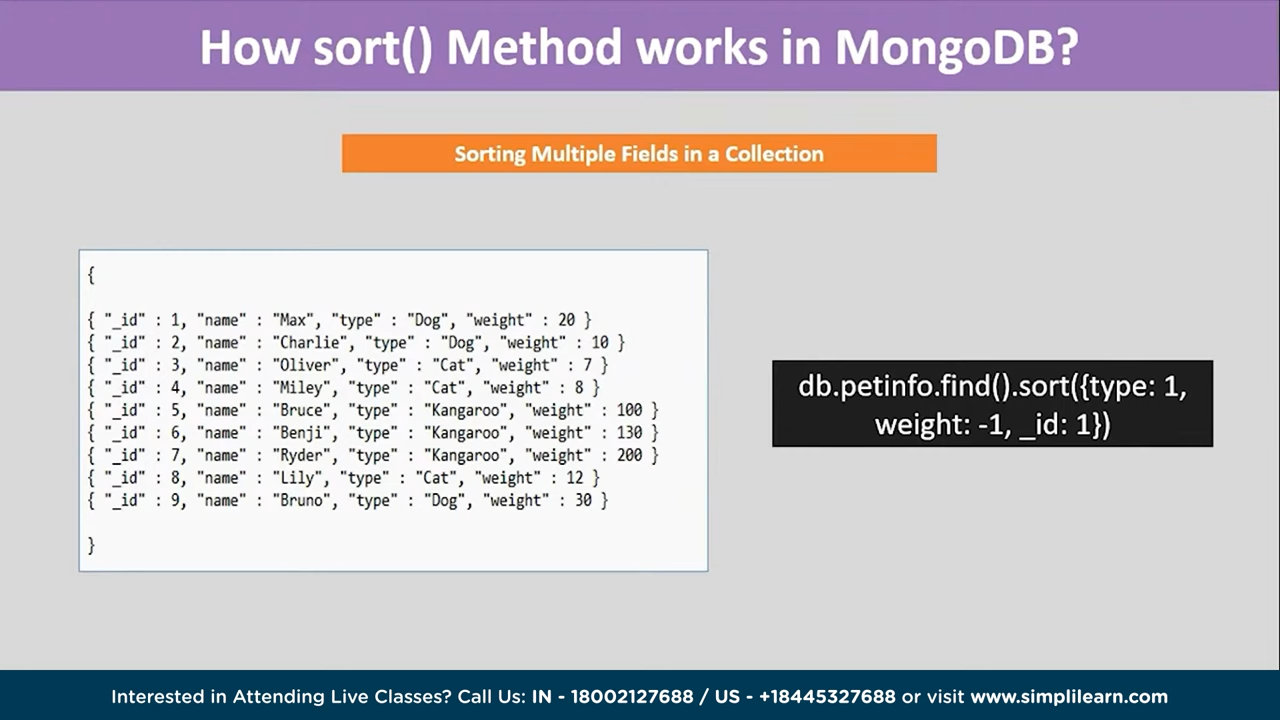 How sort() Method works in MongoDB?
Sorting Multiple Fields in a Collection
{
{ "_id" : 1, "name" : "Max", "type" : "Dog", "weight" : 20 }
{ "_id" : 2, "name" : "Charlie", "type" : "Dog", "weight" : 10 }
{ "_id" : 3, "name" : "Oliver", "type" : "Cat", "weight" : 7 }
{ "_id" : 4, "name" : "Miley", "type" : "Cat", "weight" : 8 }
{ "_id" : 5, "name" : "Bruce", "type" : "Kangaroo", "weight" : 100 }
{ "_id" : 6, "name" : "Benji", "type" : "Kangaroo", "weight" : 130 }
{ "_id" : 7, "name" : "Ryder", "type" : "Kangaroo", "weight" : 200 }
{ "_id" : 8, "name" : "Lily", "type" : "Cat", "weight" : 12 }
{ "_id" : 9, "name" : "Bruno", "type" : "Dog", "weight" : 30 }
}
db.petinfo.find().sort({type: 1,
weight: -1, _id: 1})
Interested in Attending Live Classes? Call Us: IN - 18002127688 / US - +18445327688 or visit www.simplilearn.com